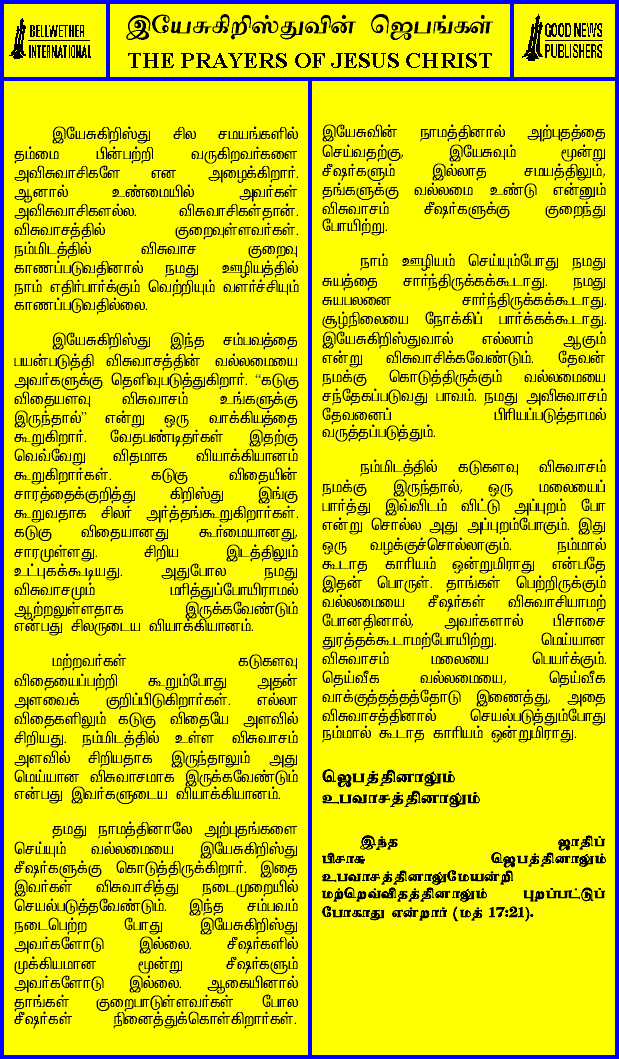 BELLWETHER
INTERNATIONAL
இயேசுகிறிஸ்துவின் ஜெபங்கள்
THE PRAYERS OF JESUS CHRIST
GOOD NEWS
PUBLISHERS
இயேசுகிறிஸ்து சில சமயங்களில்
தம்மை பின்பற்றி வருகிறவர்களை
அவிசுவாசிகளே என அழைக்கிறார்.
ஆனால் உண்மையில் அவர்கள்
அவிசுவாசிகளல்ல. விசுவாசிகள்தான்.
விசுவாசத்தில் குறைவுள்ளவர்கள்.
நம்மிடத்தில் விசுவாச குறைவு
காணப்படுவதினால் நமது ஊழியத்தில்
நாம் எதிர்பார்க்கும் வெற்றியும் வளர்ச்சியும்
காணப்படுவதில்லை.
இயேசுகிறிஸ்து இந்த சம்பவத்தை
பயன்படுத்தி விசுவாசத்தின் வல்லமையை
அவர்களுக்கு தெளிவுபடுத்துகிறார். “கடுகு
விதையளவு விசுவாசம் உங்களுக்கு
இருந்தால்” என்று ஒரு வாக்கியத்தை
கூறுகிறார். வேதபண்டிதர்கள் இதற்கு
வெவ்வேறு விதமாக வியாக்கியானம்
கூறுகிறார்கள். கடுகு விதையின்
சாரத்தைக்குறித்து கிறிஸ்து இங்கு
கூறுவதாக சிலர் அர்த்தங்கூறுகிறார்கள்.
கடுகு விதையானது கூர்மையானது,
சாரமுள்ளது. சிறிய இடத்திலும்
உட்புகக்கூடியது. அதுபோல நமது
விசுவாசமும் மரித்துப்போயிராமல்
ஆற்றலுள்ளதாக இருக்கவேண்டும்
என்பது சிலருடைய வியாக்கியானம்.
மற்றவர்கள் கடுகளவு
விதையைப்பற்றி கூறும்போது அதன்
அளவைக் குறிப்பிடுகிறார்கள். எல்லா
விதைகளிலும் கடுகு விதையே அளவில்
சிறியது. நம்மிடத்தில் உள்ள விசுவாசம்
அளவில் சிறியதாக இருந்தாலும் அது
மெய்யான விசுவாசமாக இருக்கவேண்டும்
என்பது இவர்களுடைய வியாக்கியானம்.
தமது நாமத்தினாலே அற்புதங்களை
செய்யும் வல்லமையை இயேசுகிறிஸ்து
சீஷர்களுக்கு கொடுத்திருக்கிறார். இதை
இவர்கள் விசுவாசித்து நடைமுறையில்
செயல்படுத்தவேண்டும். இந்த சம்பவம்
நடைபெற்ற போது இயேசுகிறிஸ்து
அவர்களோடு இல்லை. சீஷர்களில்
முக்கியமான மூன்று சீஷர்களும்
அவர்களோடு இல்லை. ஆகையினால்
தாங்கள் குறைபாடுள்ளவர்கள் போல
சீஷர்கள் நினைத்துக்கொள்கிறார்கள்.
இயேசுவின் நாமத்தினால் அற்புதத்தை
செய்வதற்கு, இயேசுவும் மூன்று
சீஷர்களும் இல்லாத சமயத்திலும்,
தங்களுக்கு வல்லமை உண்டு என்னும்
விசுவாசம் சீஷர்களுக்கு குறைந்து
போயிற்று.
நாம் ஊழியம் செய்யும்போது நமது
சுயத்தை சார்ந்திருக்கக்கூடாது. நமது
சுயபலனை சார்ந்திருக்கக்கூடாது.
சூழ்நிலையை நோக்கிப் பார்க்கக்கூடாது.
இயேசுகிறிஸ்துவால் எல்லாம் ஆகும்
என்று விசுவாசிக்கவேண்டும். தேவன்
நமக்கு கொடுத்திருக்கும் வல்லமையை
சந்தேகப்படுவது பாவம். நமது அவிசுவாசம்
தேவனைப் பிரியப்படுத்தாமல்
வருத்தப்படுத்தும்.
நம்மிடத்தில் கடுகளவு விசுவாசம்
நமக்கு இருந்தால், ஒரு மலையைப்
பார்த்து இவ்விடம் விட்டு அப்புறம் போ
என்று சொல்ல அது அப்புறம்போகும். இது
ஒரு வழக்குச்சொல்லாகும். நம்மால்
கூடாத காரியம் ஒன்றுமிராது என்பதே
இதன் பொருள். தாங்கள் பெற்றிருக்கும்
வல்லமையை சீஷர்கள் விசுவாசியாமற்
போனதினால், அவர்களால் பிசாசை
துரத்தக்கூடாமற்போயிற்று. மெய்யான
விசுவாசம் மலையை பெயர்க்கும்.
தெய்வீக வல்லமையை, தெய்வீக
வாக்குத்தத்தத்தோடு இணைத்து, அதை
விசுவாசத்தினால் செயல்படுத்தும்போது
நம்மால் கூடாத காரியம் ஒன்றுமிராது.
ஜெபத்தினாலும்
உபவாசத்தினாலும்
இந்த ஜாதிப்
பிசாசு ஜெபத்தினாலும்
உபவாசத்தினாலுமேயன்றி
மற்றெவ்விதத்தினாலும் புறப்பட்டுப்
போகாது என்றார் (மத் 17:21).